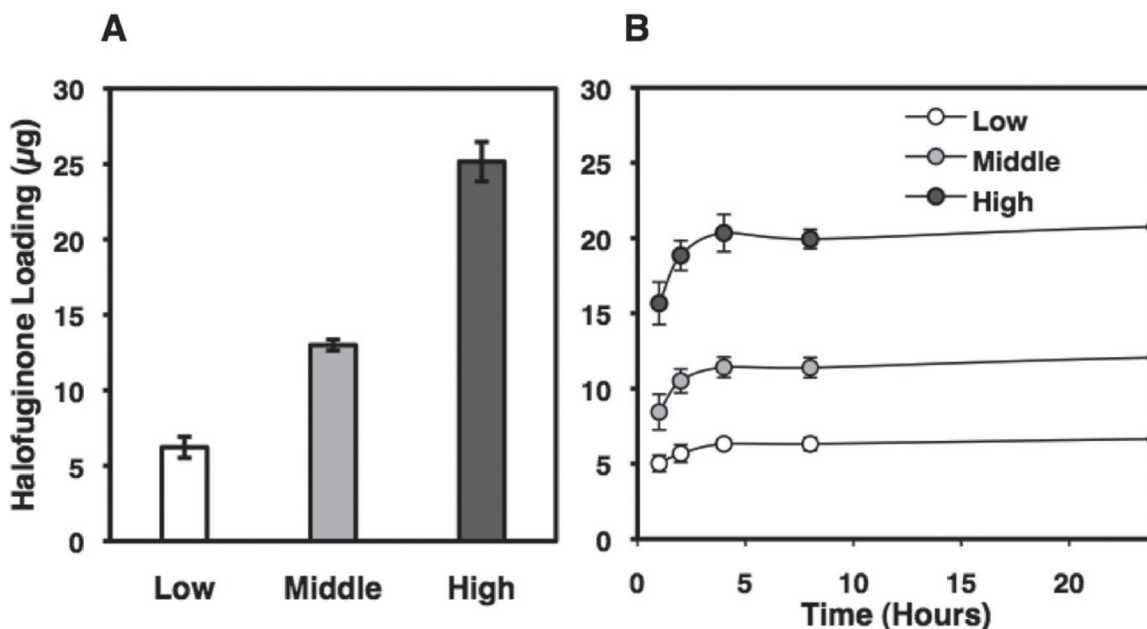 A
Halofuginone Loading (µg)
30
25
20
15
10
5
0
Low Middle High
B
30
25
20
15
10
5
0
Low
Middle
High
0 5 10 15 20
Time (Hours)